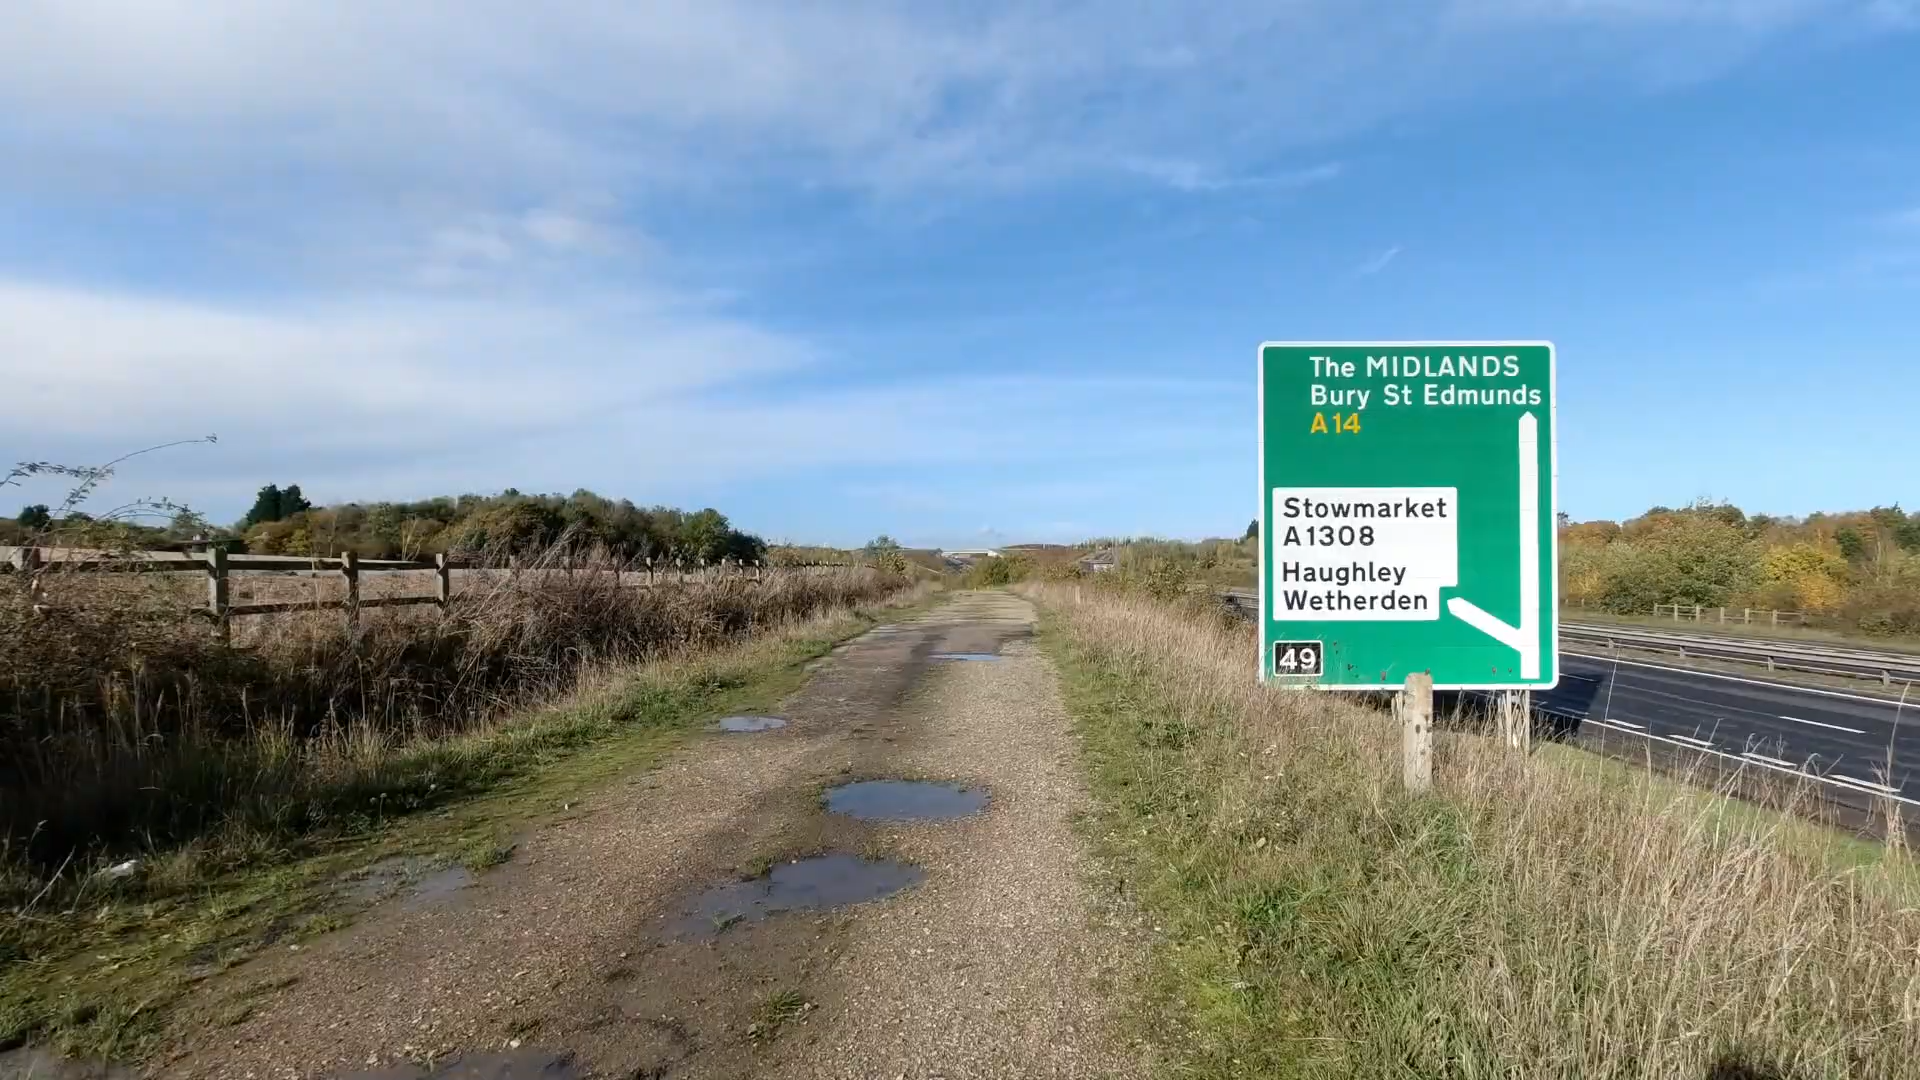 The MIDLANDS
Bury St Edmunds
A14
Stowmarket
A1308
Haughley
Wetherden
49